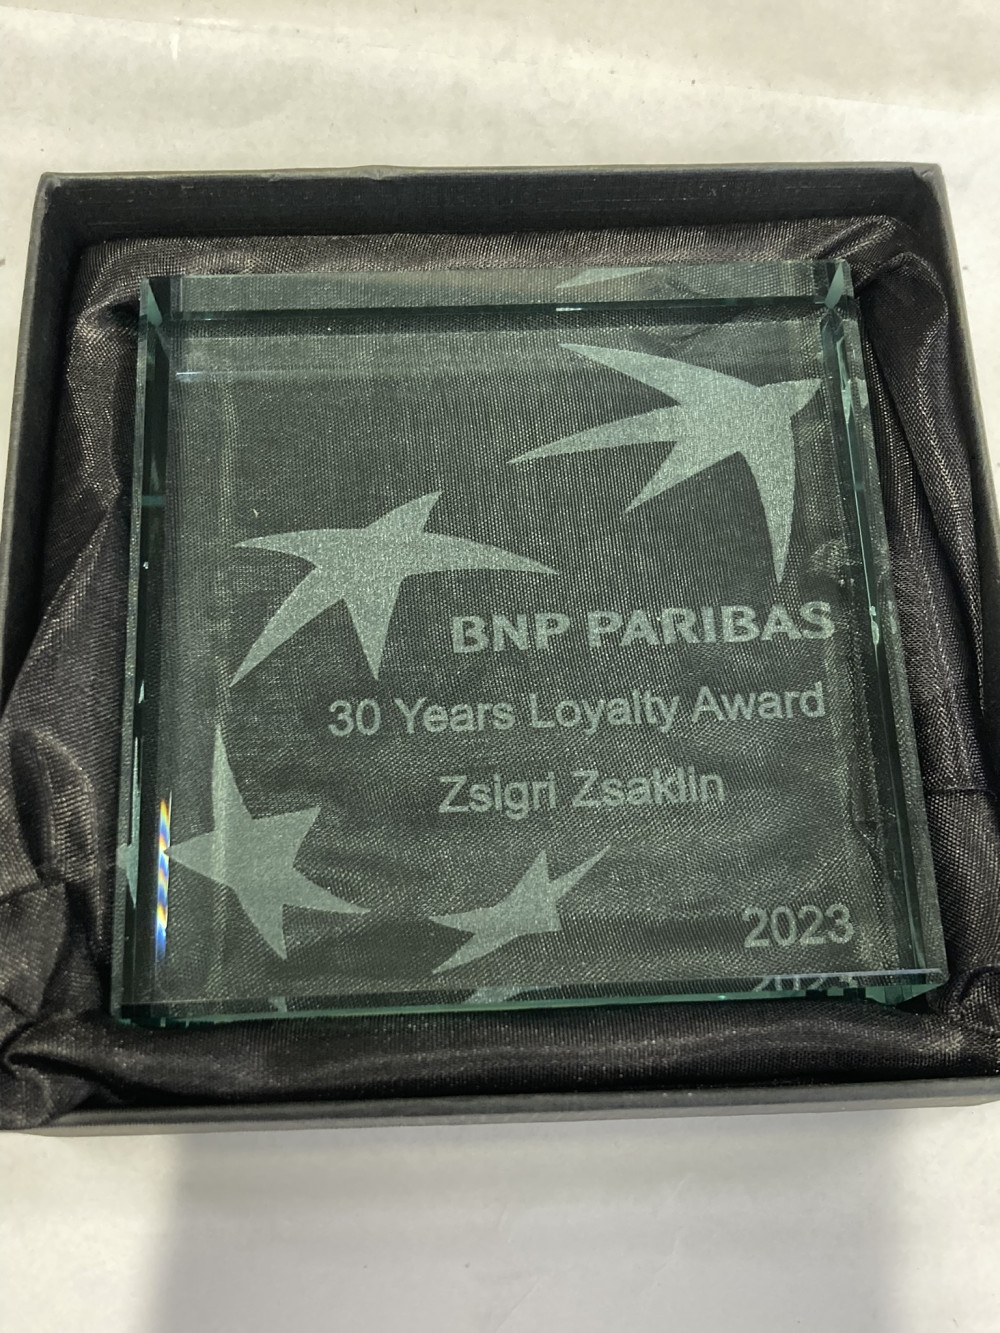 BNP PARIBAS
30 Years Loyalty Award
Zsigri Zsaklin
2023